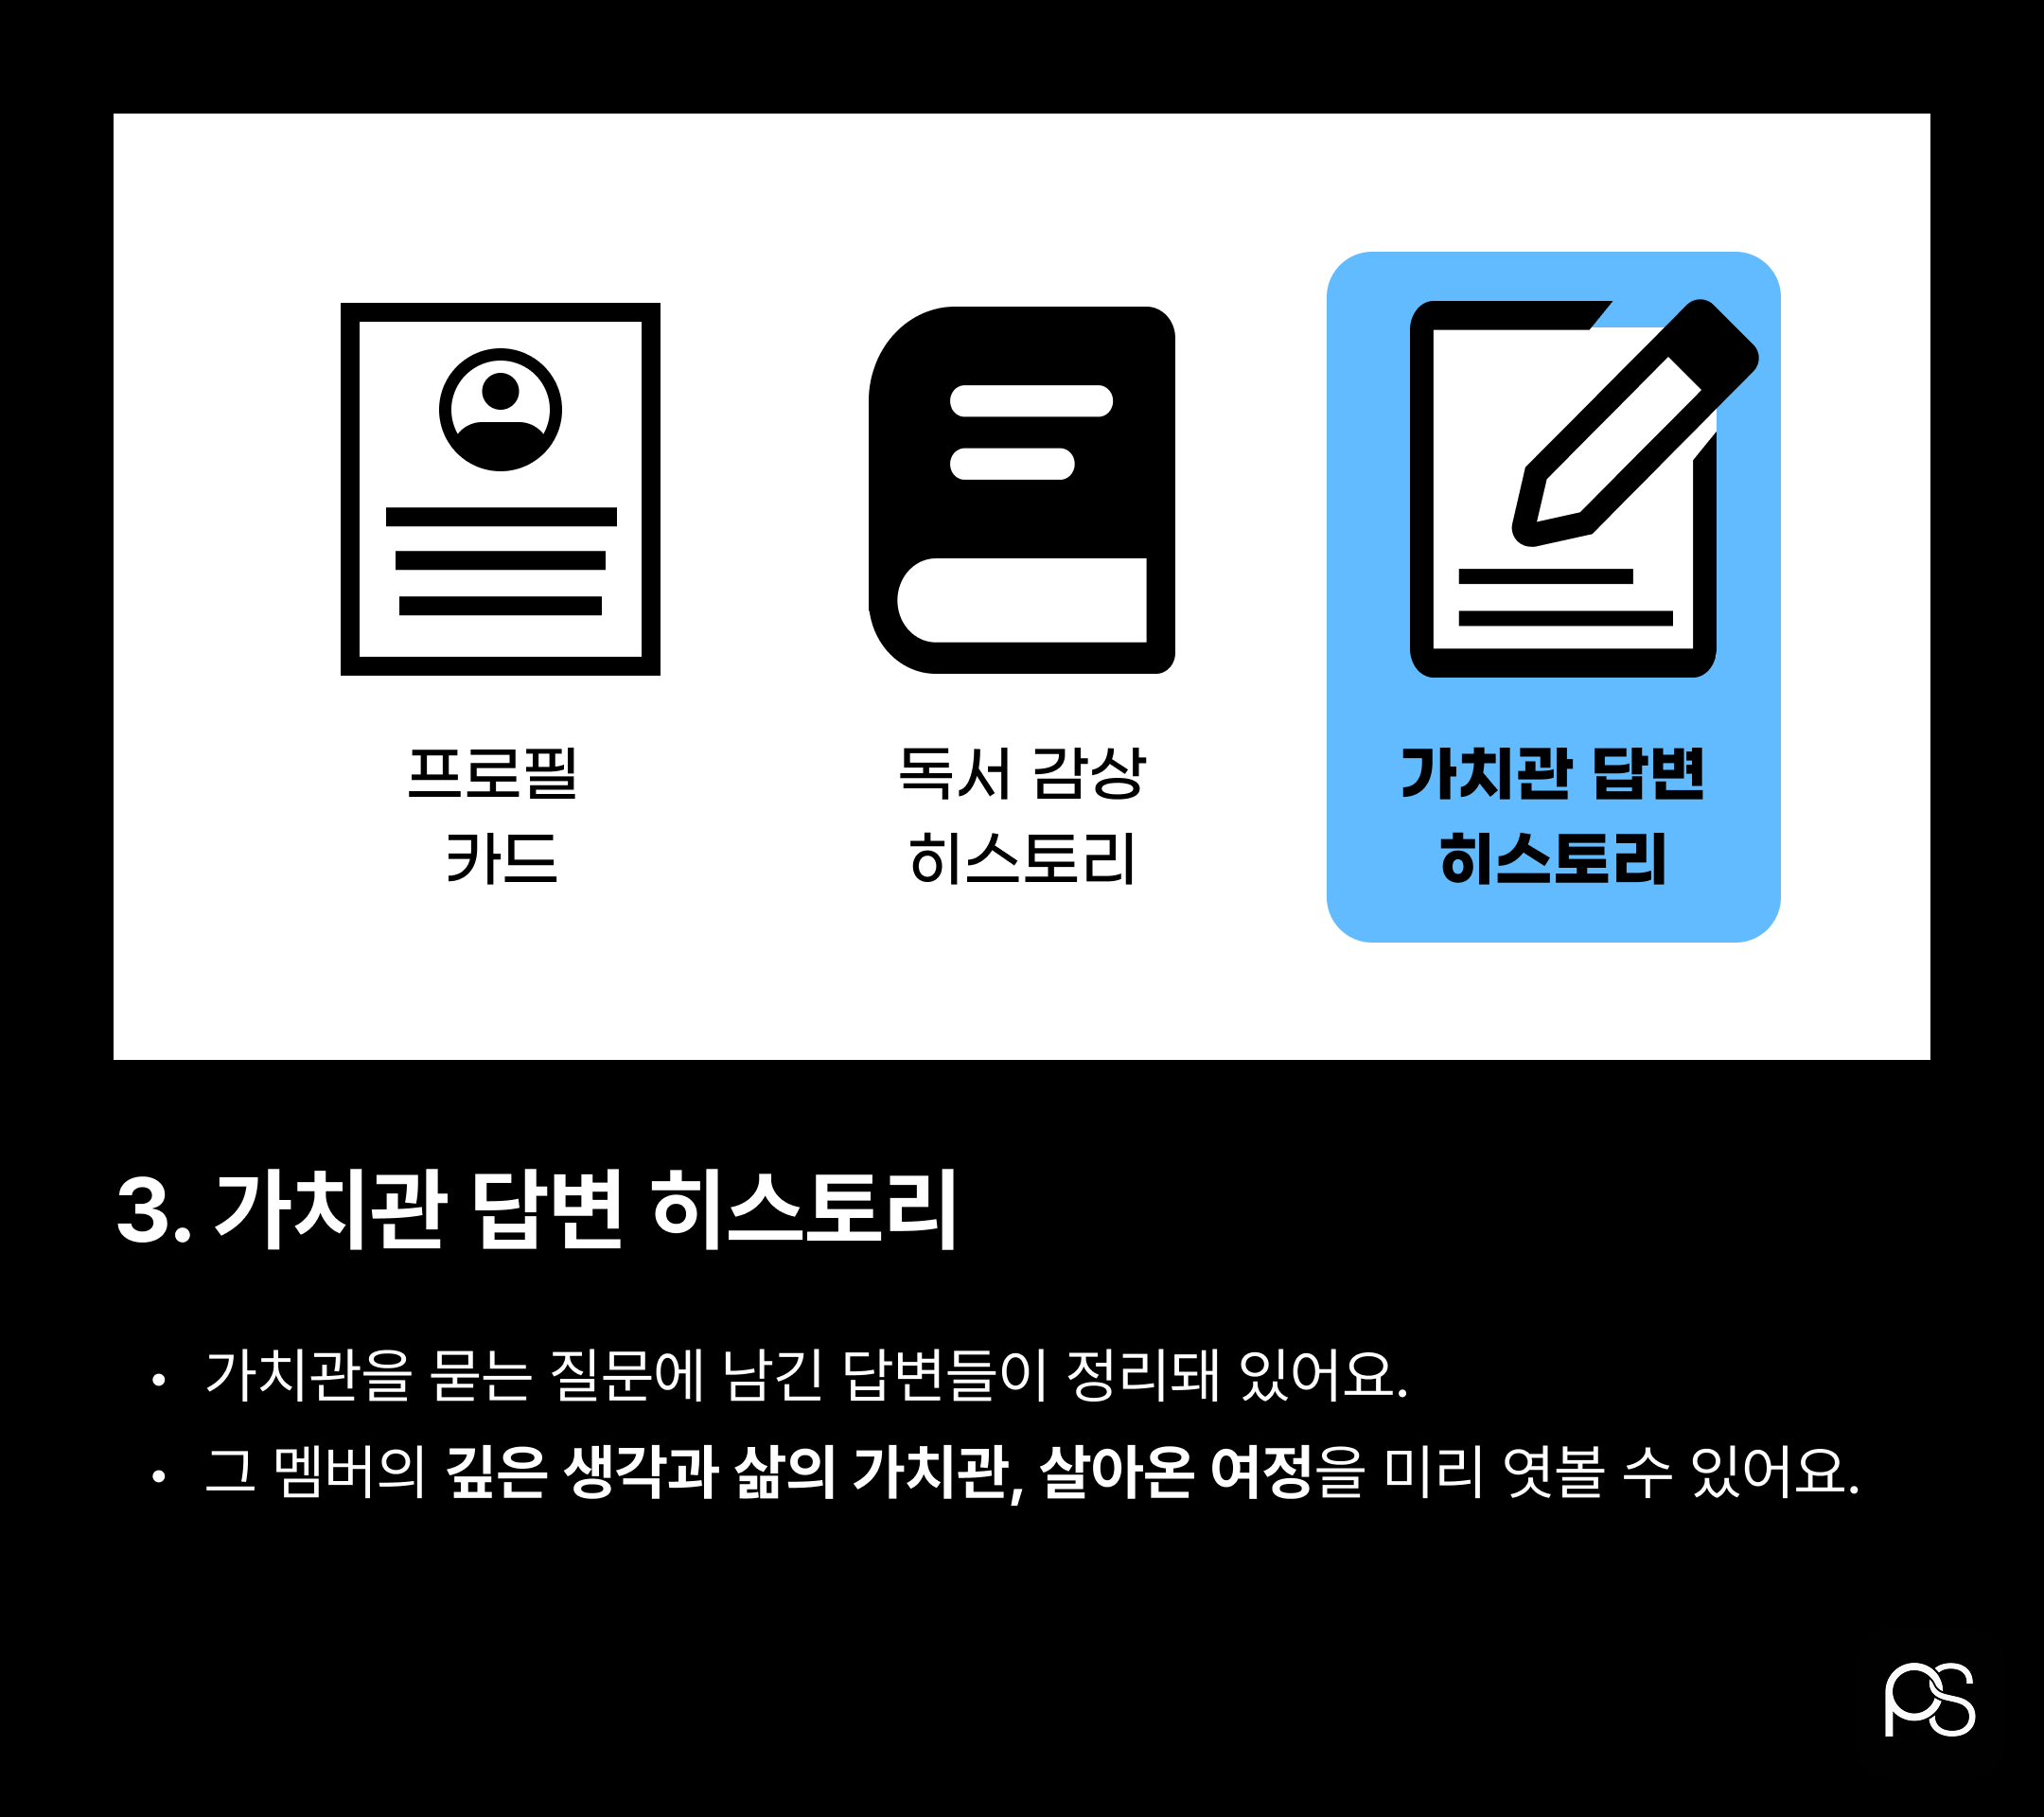 프로필
카드
독서 감상
히스토리
가치관 답변
히스토리
3. 가치관 답변 히스토리
• 가치관을 묻는 질문에 남긴 답변들이 정리돼 있어요.
• 그 멤버의 깊은 생각과 삶의 가치관, 살아온 여정을 미리 엿볼 수 있어요.
PS